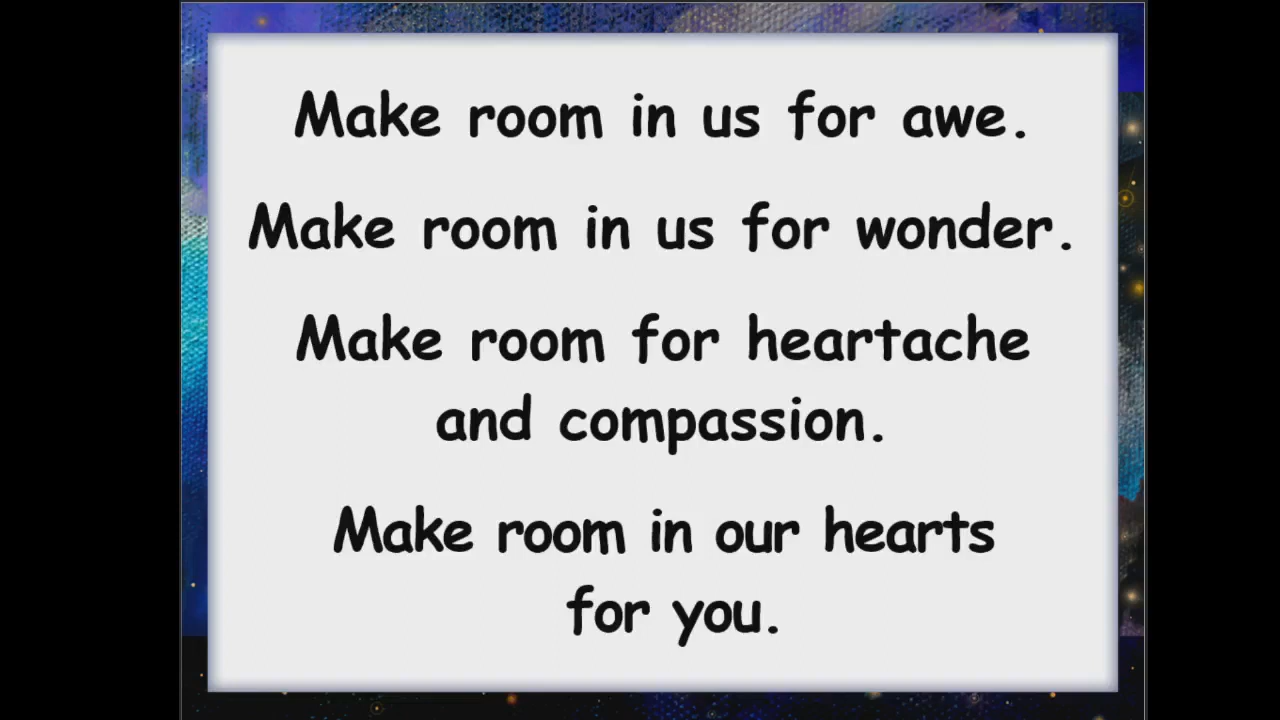 Make room in us for awe.
Make room in us for wonder.
Make room for heartache
and compassion.
Make room in our hearts
for you.